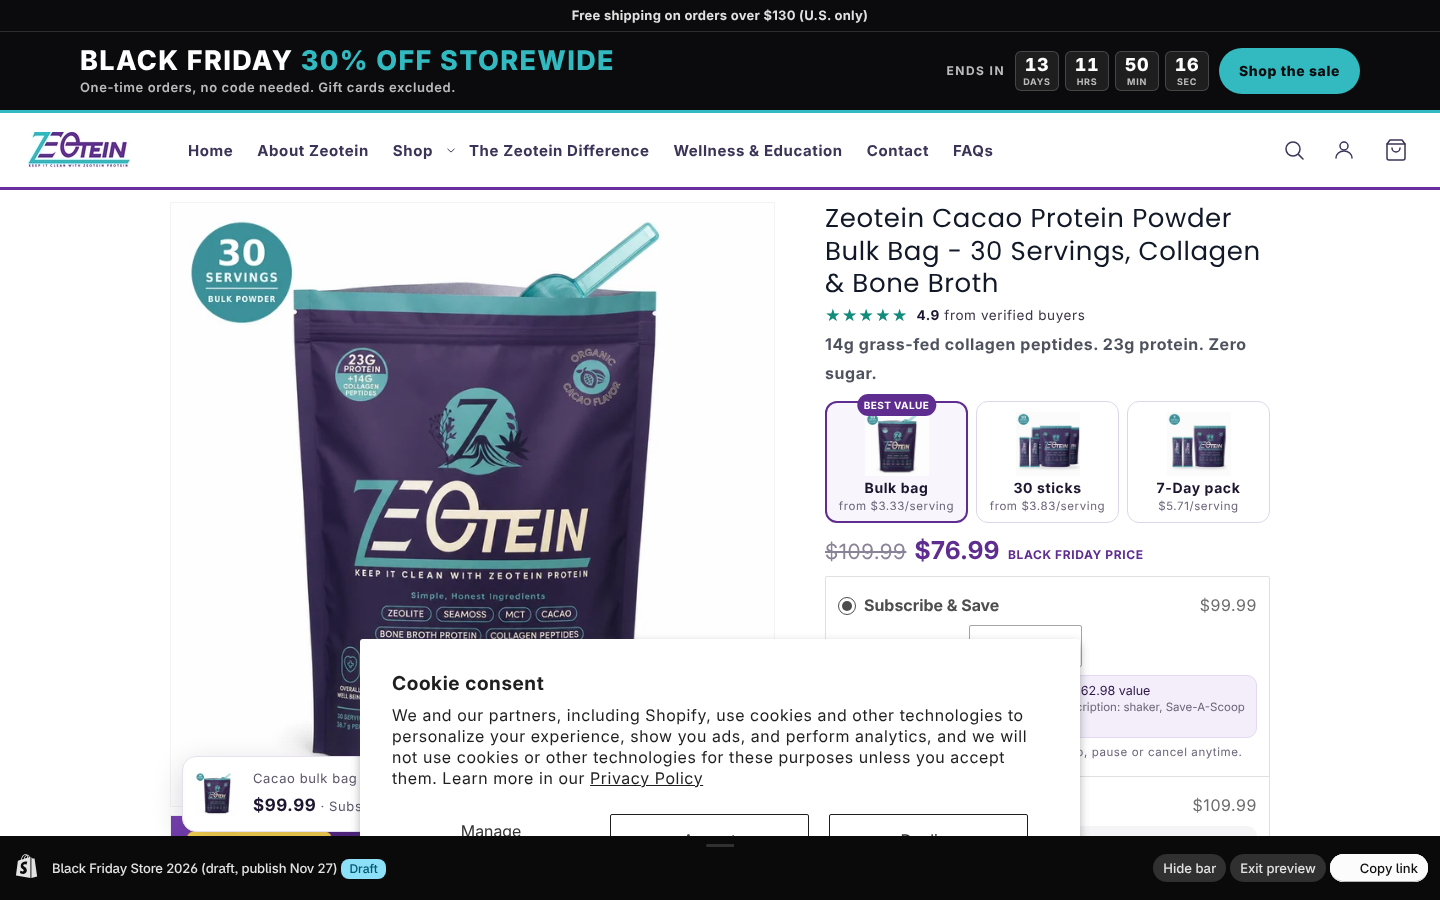 Free shipping on orders over $130 (U.S. only)
BLACK FRIDAY 30% OFF STOREWIDE
One-time orders, no code needed. Gift cards excluded.
ENDS IN
13 DAYS
11 HRS
50 MIN
16 SEC
Shop the sale
ZEOTEIN
KEEP IT CLEAN WITH ZEOTEIN PROTEIN
Home
About Zeotein
Shop
The Zeotein Difference
Wellness & Education
Contact
FAQs
30
SERVINGS
BULK POWDER
23G
PROTEIN
+14G
COLLAGEN
PEPTIDES
ORGANIC
CACAO FLAVOR
Z
ZEOTEIN
KEEP IT CLEAN WITH ZEOTEIN PROTEIN
Simple, Honest Ingredients
ZEOLITE
SEAMOSS
MCT
CACAO
BONE BROTH PROTEIN
COLLAGEN PEPTIDES
Zeotein Cacao Protein Powder
Bulk Bag - 30 Servings, Collagen
& Bone Broth
★★★★★ 4.9 from verified buyers
14g grass-fed collagen peptides. 23g protein. Zero
sugar.
BEST VALUE
Bulk bag
from $3.33/serving
30 sticks
from $3.83/serving
7-Day pack
$5.71/serving
$109.99 $76.99 BLACK FRIDAY PRICE
Subscribe & Save
$99.99
62.98 value
cription: shaker, Save-A-Scoop
, pause or cancel anytime.
$109.99
Cookie consent
We and our partners, including Shopify, use cookies and other technologies to
personalize your experience, show you ads, and perform analytics, and we will
not use cookies or other technologies for these purposes unless you accept
them. Learn more in our Privacy Policy
Manage
Cacao bulk bag
$99.99 · Subs
Black Friday Store 2026 (draft, publish Nov 27)
Draft
Hide bar
Exit preview
Copy link